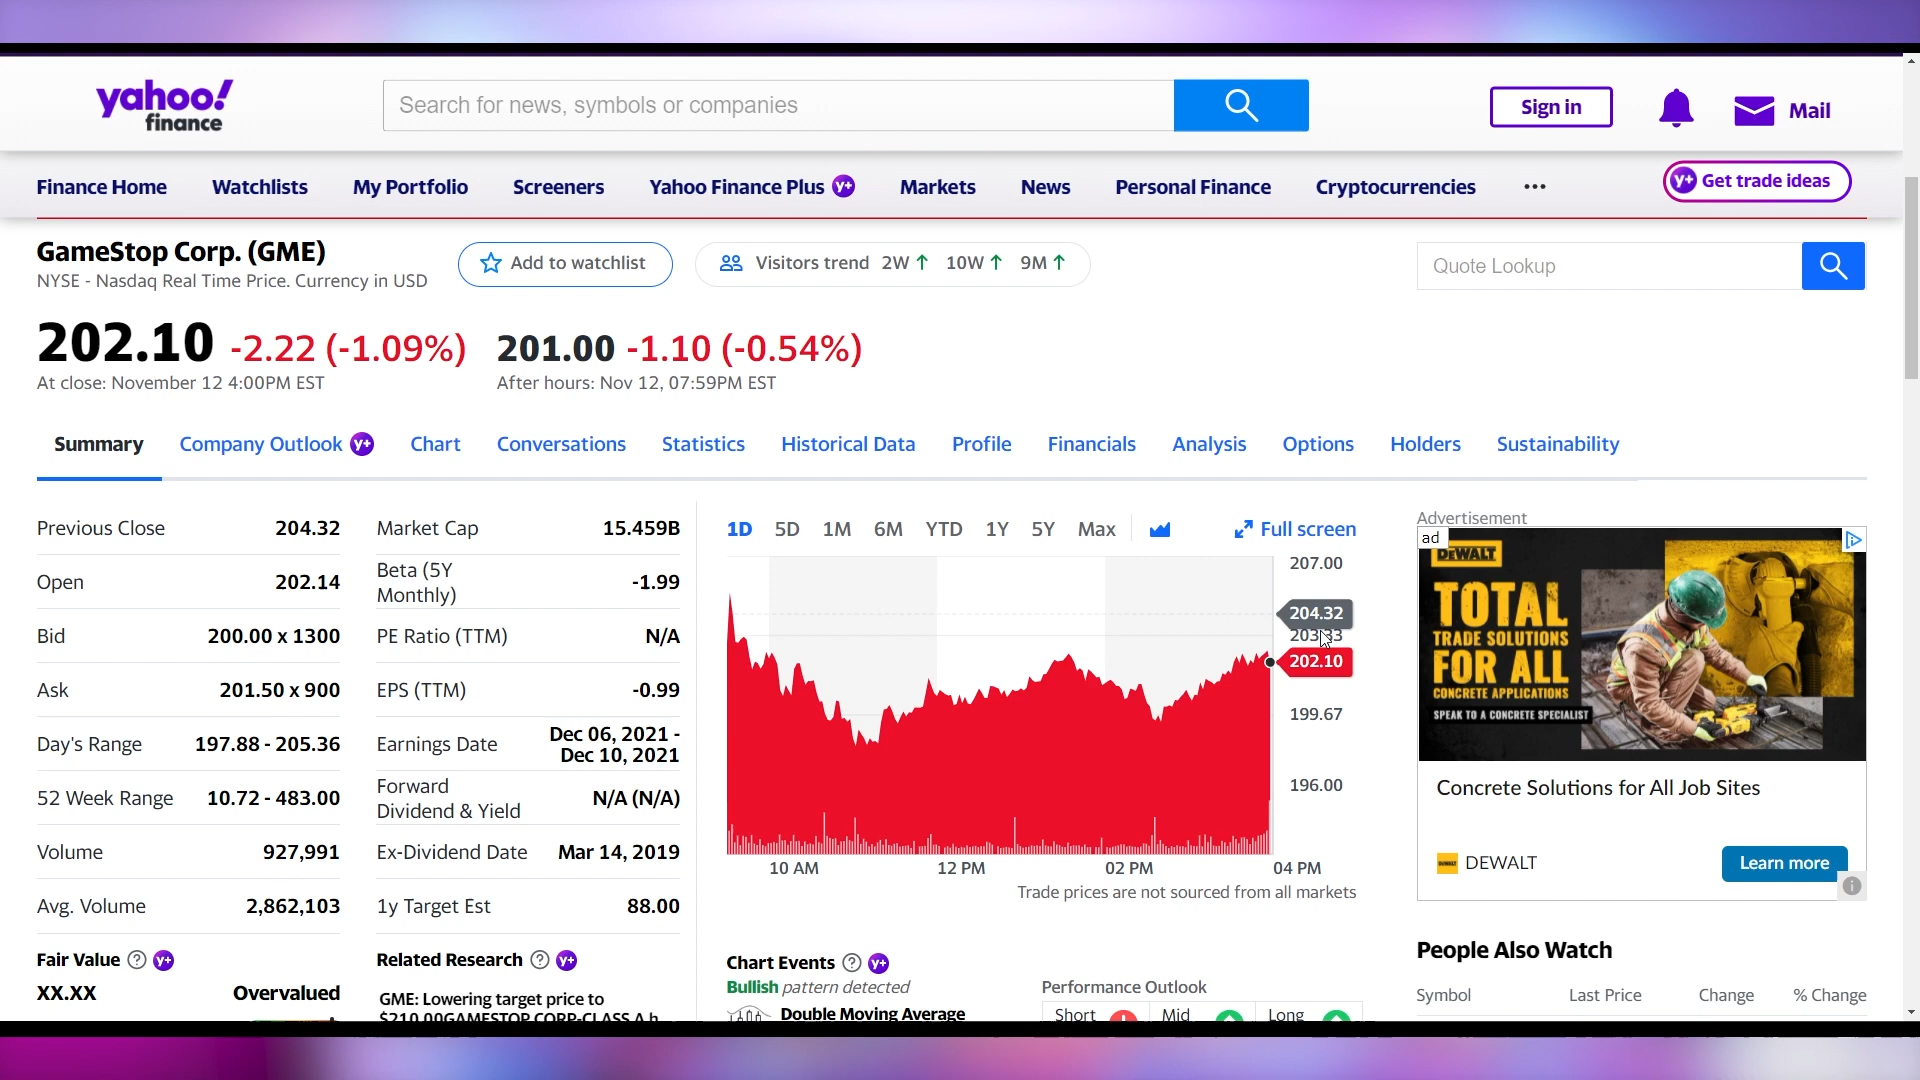 yahoo!
finance
Search for news, symbols or companies
Sign in
Mail
Finance Home Watchlists My Portfolio Screeners Yahoo Finance Plus y+ Markets News Personal Finance Cryptocurrencies ••• y+ Get trade ideas
GameStop Corp. (GME)
NYSE - Nasdaq Real Time Price. Currency in USD
Add to watchlist
Visitors trend 2W ↑ 10W ↑ 9M ↑
Quote Lookup
202.10 -2.22 (-1.09%) 201.00 -1.10 (-0.54%)
At close: November 12 4:00PM EST After hours: Nov 12, 07:59PM EST
Summary Company Outlook y+ Chart Conversations Statistics Historical Data Profile Financials Analysis Options Holders Sustainability
Previous Close 204.32
Open 202.14
Bid 200.00 x 1300
Ask 201.50 x 900
Day's Range 197.88 - 205.36
52 Week Range 10.72 - 483.00
Volume 927,991
Avg. Volume 2,862,103
Market Cap 15.459B
Beta (5Y
Monthly) -1.99
PE Ratio (TTM) N/A
EPS (TTM) -0.99
Earnings Date Dec 06, 2021 -
Dec 10, 2021
Forward
Dividend & Yield N/A (N/A)
Ex-Dividend Date Mar 14, 2019
1y Target Est 88.00
1D 5D 1M 6M YTD 1Y 5Y Max Full screen
207.00
204.32
203.33
202.10
199.67
196.00
10 AM 12 PM 02 PM 04 PM
Trade prices are not sourced from all markets
Advertisement
ad
DEWALT
TOTAL
TRADE SOLUTIONS
FOR ALL
CONCRETE APPLICATIONS
SPEAK TO A CONCRETE SPECIALIST
Concrete Solutions for All Job Sites
DEWALT
Learn more
Fair Value ? y+
XX.XX Overvalued
Related Research ? y+
GME: Lowering target price to
$210.00GAMESTOP CORP-CLASS A h
Chart Events ? y+
Bullish pattern detected
Double Moving Average
Performance Outlook
Short Mid Long
People Also Watch
Symbol Last Price Change % Change